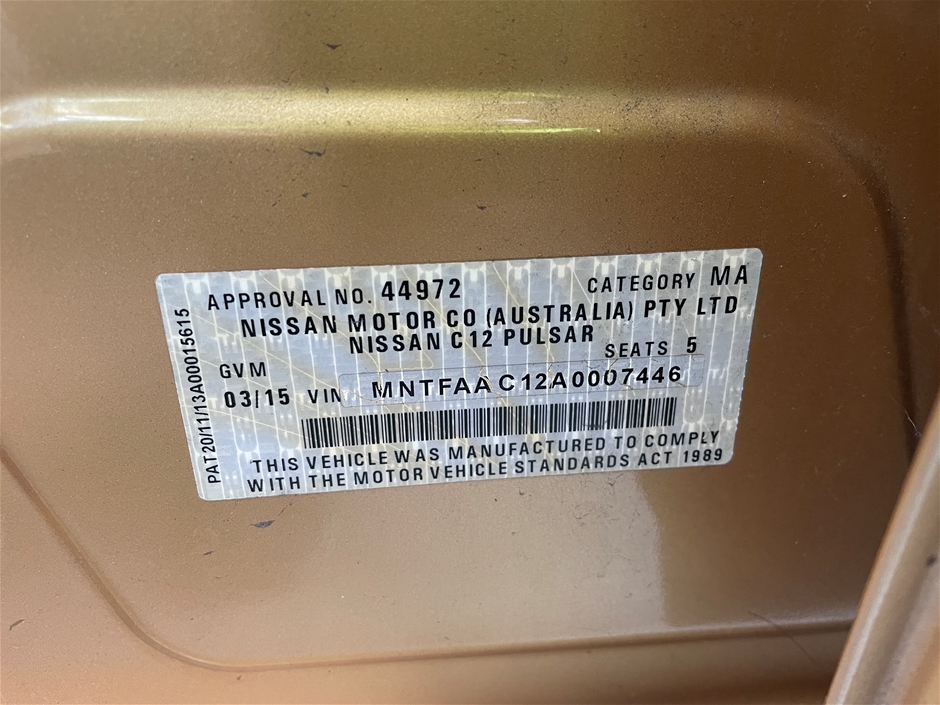 APPROVAL NO. 44972 CATEGORY MA
NISSAN MOTOR CO (AUSTRALIA) PTY LTD
NISSAN C12 PULSAR
SEATS 5
GVM
03/15 VIN MNTFAAC12A0007446
THIS VEHICLE WAS MANUFACTURED TO COMPLY
WITH THE MOTOR VEHICLE STANDARDS ACT 1989
PAT20/11/13A00015615